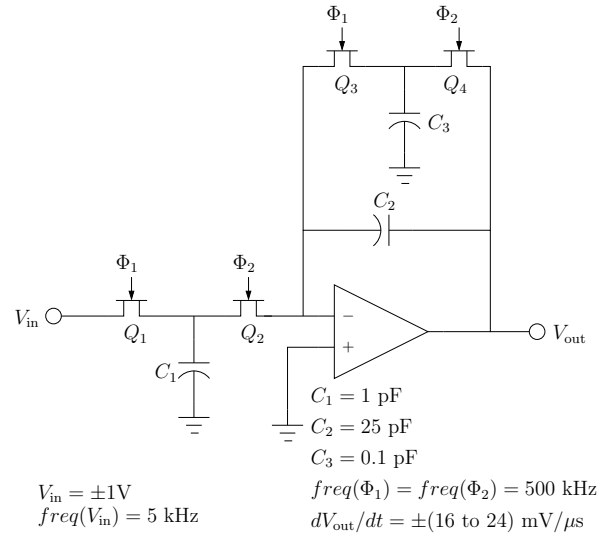 Φ₁ Φ₂
Q₃ Q₄
C₃
C₂
Φ₁ Φ₂
Vᵢₙ − Vₒᵤₜ
Q₁ Q₂ +
C₁
C₁ = 1 pF
C₂ = 25 pF
C₃ = 0.1 pF
Vᵢₙ = ±1V
freq(Φ₁) = freq(Φ₂) = 500 kHz
freq(Vᵢₙ) = 5 kHz
dVₒᵤₜ/dt = ±(16 to 24) mV/μs